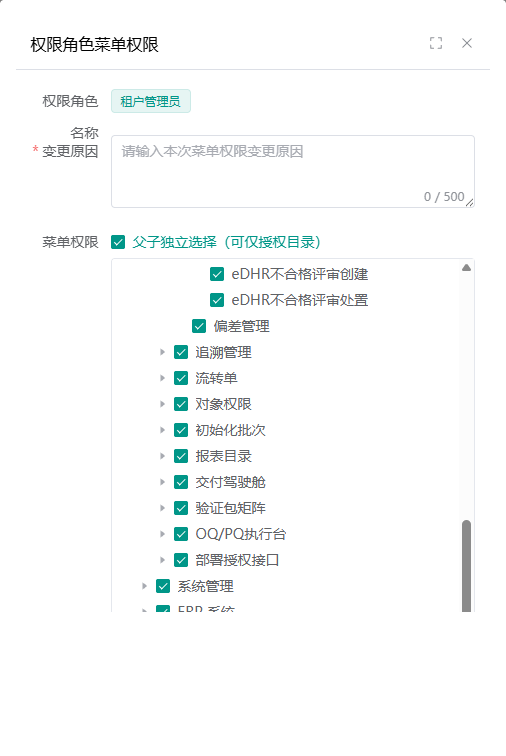 权限角色菜单权限
权限角色
租户管理员
名称
* 变更原因
请输入本次菜单权限变更原因
0 / 500
菜单权限
父子独立选择（可仅授权目录）
eDHR不合格评审创建
eDHR不合格评审处置
偏差管理
追溯管理
流转单
对象权限
初始化批次
报表目录
交付驾驶舱
验证包矩阵
OQ/PQ执行台
部署授权接口
系统管理
ERP 系统